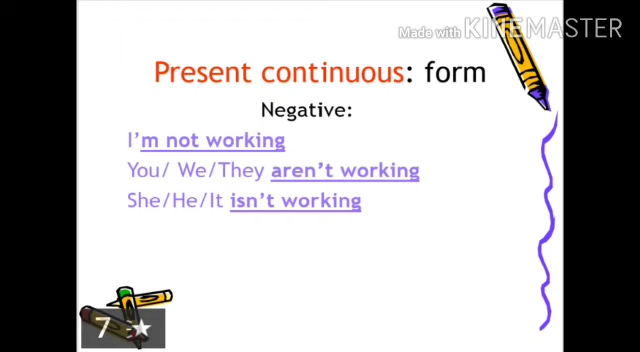 Made with KINEMASTER
Present continuous: form
Negative:
I'm not working
You/ We/They aren't working
She/He/It isn't working
7